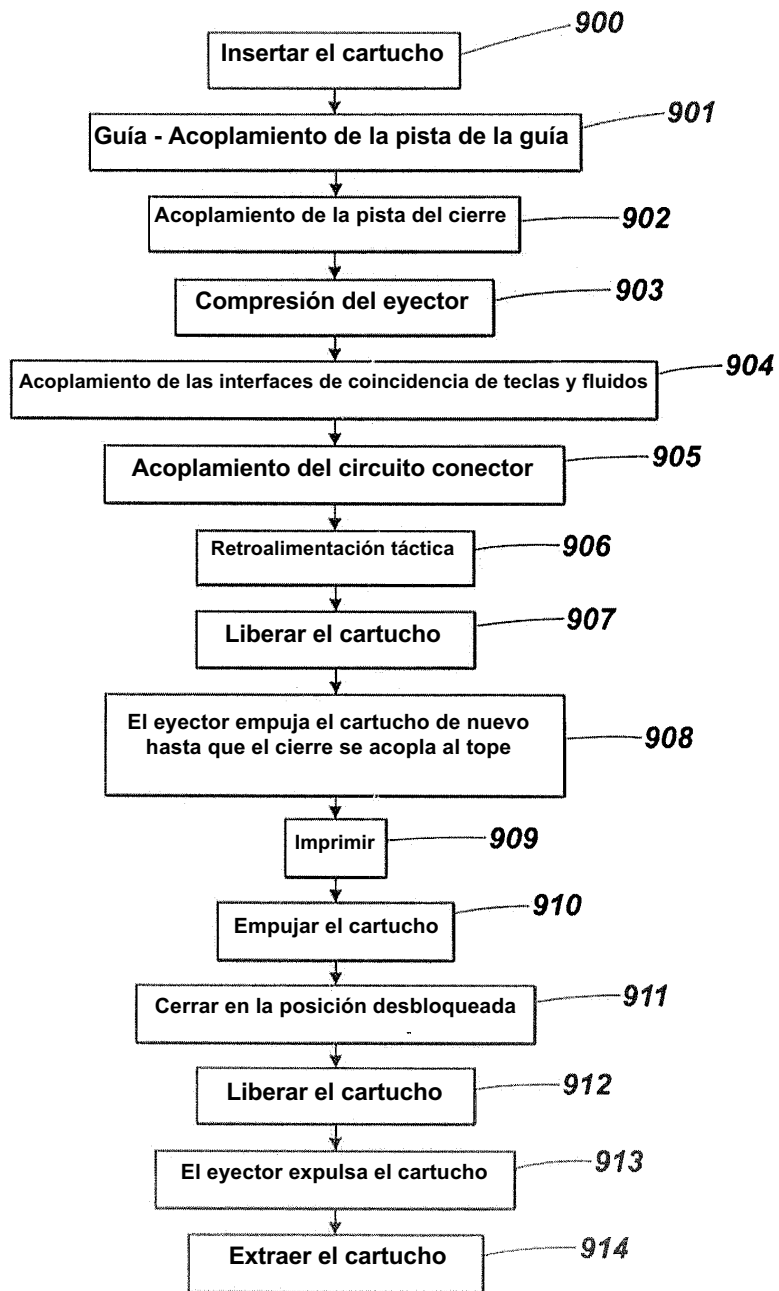 Insertar el cartucho
900
Guía - Acoplamiento de la pista de la guía
901
Acoplamiento de la pista del cierre
902
Compresión del eyector
903
Acoplamiento de las interfaces de coincidencia de teclas y fluidos
904
Acoplamiento del circuito conector
905
Retroalimentación táctica
906
Liberar el cartucho
907
El eyector empuja el cartucho de nuevo
hasta que el cierre se acopla al tope
908
Imprimir
909
Empujar el cartucho
910
Cerrar en la posición desbloqueada
911
Liberar el cartucho
912
El eyector expulsa el cartucho
913
Extraer el cartucho
914